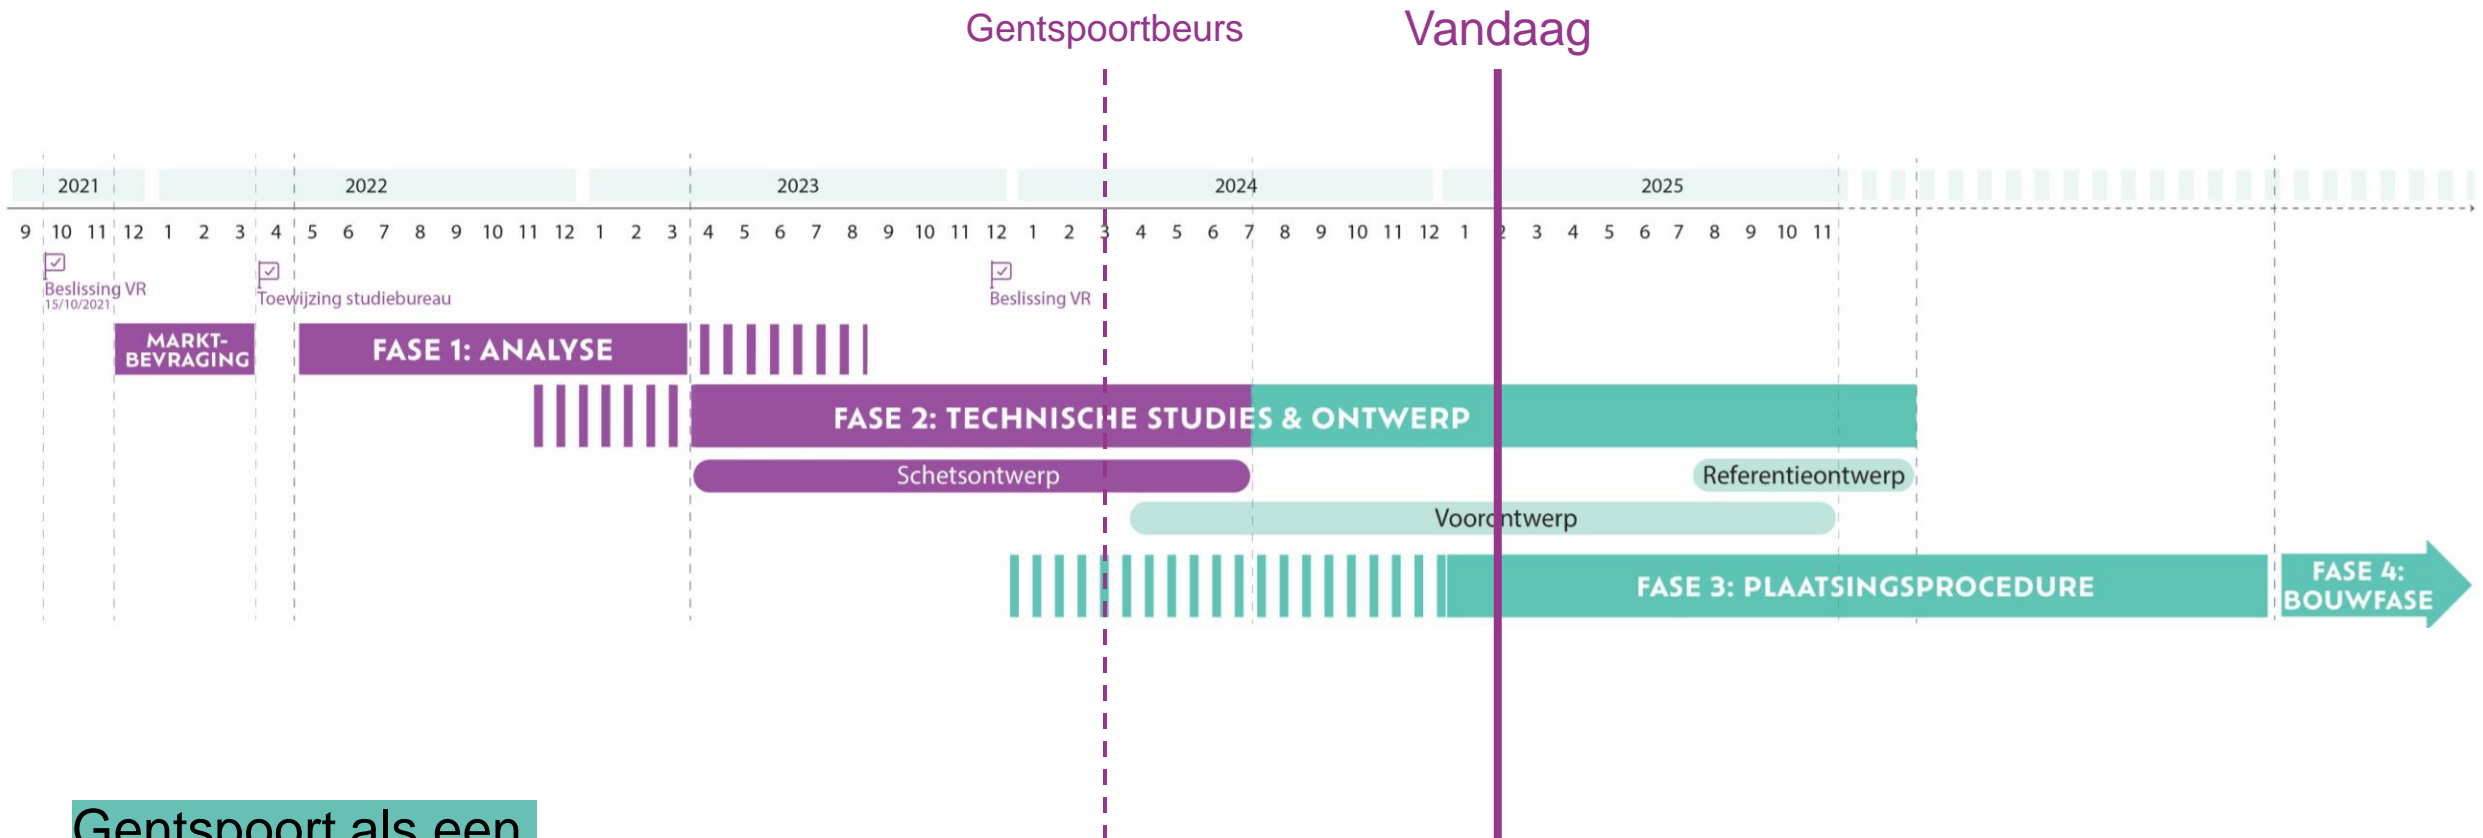 Gentspoortbeurs
Vandaag
2021 2022 2023 2024 2025
9 10 11 12 1 2 3 4 5 6 7 8 9 10 11 12 1 2 3 4 5 6 7 8 9 10 11 12 1 2 3 4 5 6 7 8 9 10 11 12 1 2 3 4 5 6 7 8 9 10 11
Beslissing VR
15/10/2021
Toewijzing studiebureau
Beslissing VR
MARKT-
BEVRAGING
FASE 1: ANALYSE
FASE 2: TECHNISCHE STUDIES & ONTWERP
Schetsontwerp
Referentieontwerp
Voorontwerp
FASE 3: PLAATSINGSPROCEDURE
FASE 4:
BOUWFASE
Gentspoort als een